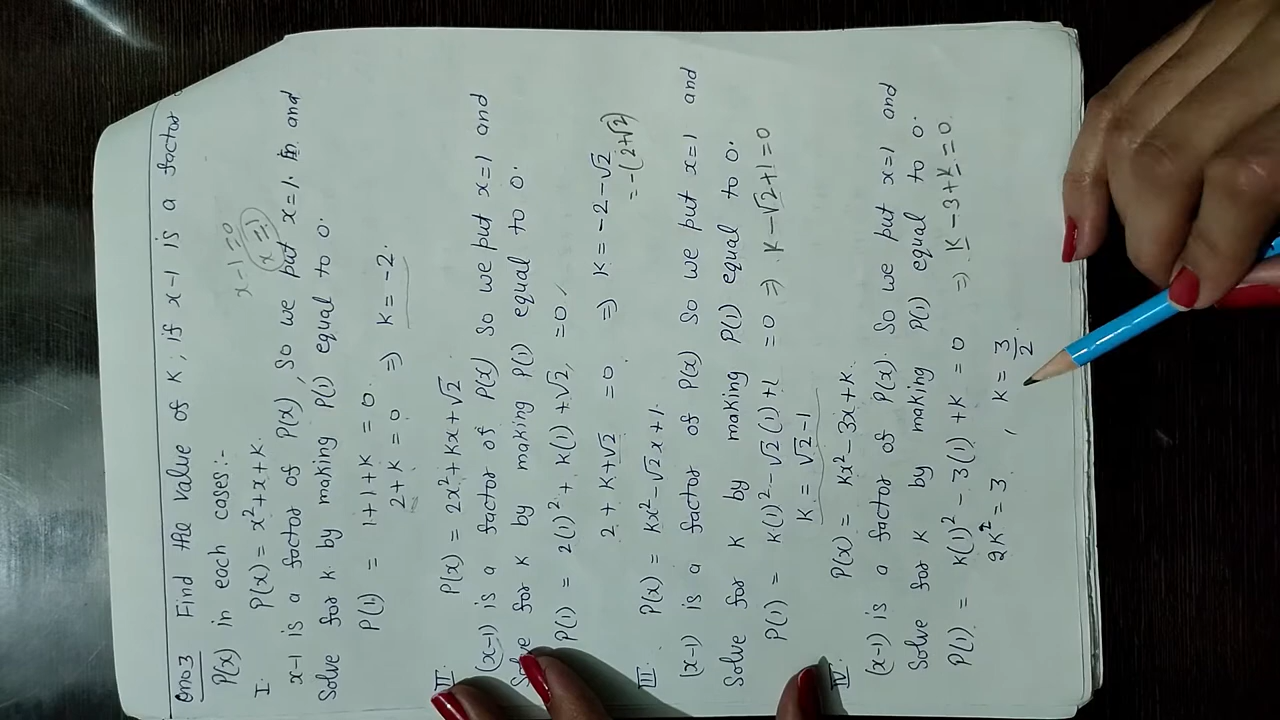 Qno3 Find the value of K, if x-1 is a factor
P(x) in each cases:-
x-1=0
x=1
I. P(x) = x²+x+K.
x-1 is a factor of P(x), So we put x=1. and
Solve for K by making P(1) equal to 0.
P(1) = 1+1+K = 0.
2+K = 0 ⇒ K = -2.
II. P(x) = 2x²+Kx+√2
(x-1) is a factor of P(x) So we put x=1 and
Solve for K by making P(1) equal to 0.
P(1) = 2(1)² + K(1) +√2, =0,
2 + K+√2 =0. ⇒ K = -2-√2
= -(2+√2)
III. P(x) = Kx²-√2x+1.
(x-1) is a factor of P(x) So we put x=1 and
Solve for K by making P(1) equal to 0.
P(1) = K(1)²-√2(1)+1 =0 ⇒ K-√2+1=0
K = √2-1
IV. P(x) = Kx²-3x+K.
(x-1) is a factor of P(x). So we put x=1 and
Solve for K by making P(1) equal to 0.
P(1) = K(1)² - 3(1) +K = 0 ⇒ K-3+K=0.
2K² = 3, K = 3/2.